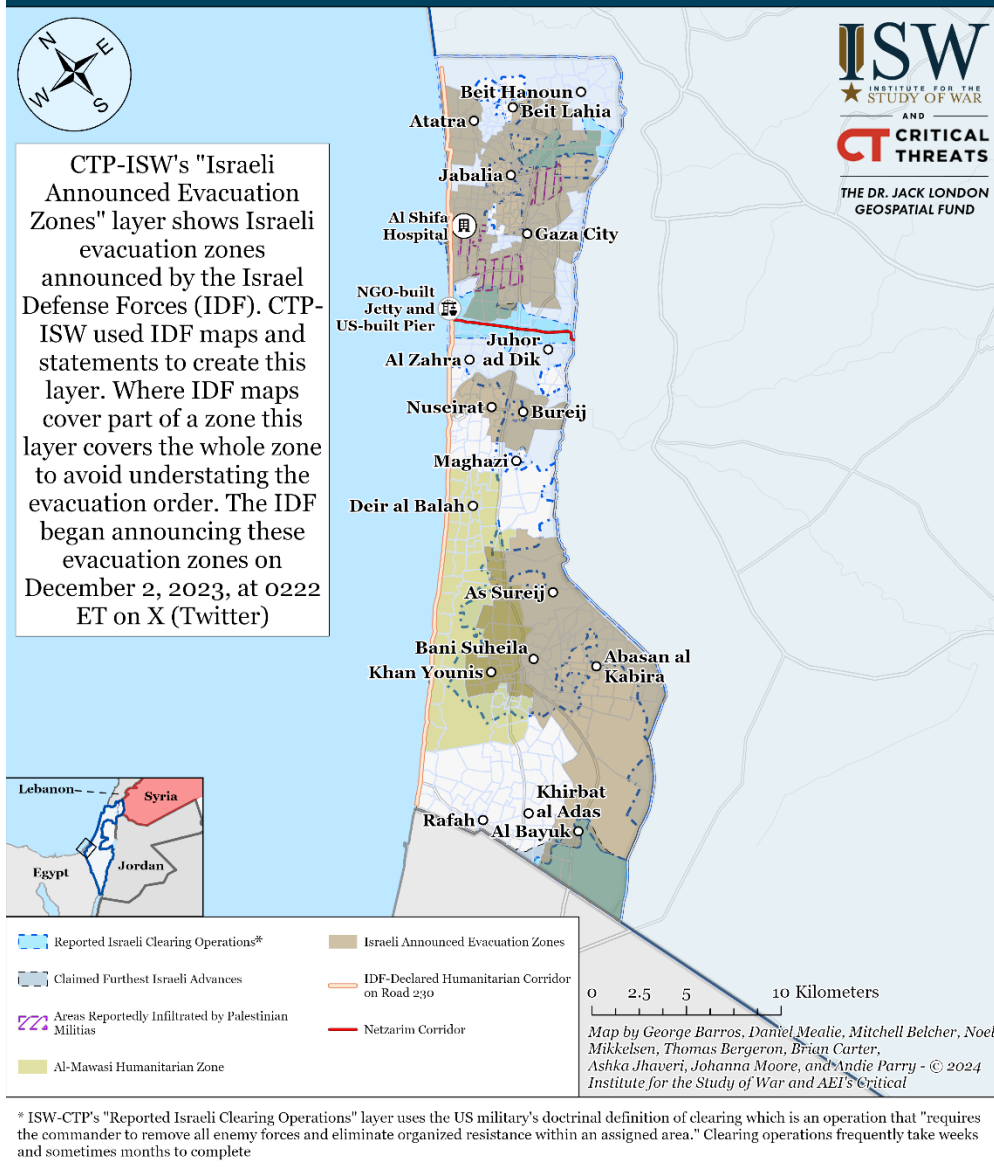 N
E
W
S
ISW
INSTITUTE FOR THE
STUDY OF WAR
AND
CT CRITICAL
THREATS
THE DR. JACK LONDON
GEOSPATIAL FUND
CTP-ISW's "Israeli
Announced Evacuation
Zones" layer shows Israeli
evacuation zones
announced by the Israel
Defense Forces (IDF). CTP-
ISW used IDF maps and
statements to create this
layer. Where IDF maps
cover part of a zone this
layer covers the whole
zone to avoid understating the
evacuation order. The IDF
began announcing these
evacuation zones on
December 2, 2023, at 0222
ET on X (Twitter)
Beit Hanoun
Beit Lahia
Atatra
Jabalia
Al Shifa
Hospital
Gaza City
NGO-built
Jetty and
US-built Pier
Juhor
ad Dik
Al Zahra
Nuseirat
Bureij
Maghazi
Deir al Balah
As Sureij
Bani Suheila
Abasan al
Kabira
Khan Younis
Khirbat
al Adas
Rafah
Al Bayuk
Lebanon
Syria
Egypt
Jordan
Reported Israeli Clearing Operations*
Claimed Furthest Israeli Advances
Areas Reportedly Infiltrated by Palestinian
Militias
Al-Mawasi Humanitarian Zone
Israeli Announced Evacuation Zones
IDF-Declared Humanitarian Corridor
on Road 230
Netzarim Corridor
0 2.5 5 10 Kilometers
Map by George Barros, Daniel Mealie, Mitchell Belcher, Noel
Mikkelsen, Thomas Bergeron, Brian Carter,
Ashka Jhaveri, Johanna Moore, and Andie Parry - © 2024
Institute for the Study of War and AEI's Critical
* ISW-CTP's "Reported Israeli Clearing Operations" layer uses the US military's doctrinal definition of clearing which is an operation that "requires
the commander to remove all enemy forces and eliminate organized resistance within an assigned area." Clearing operations frequently take weeks
and sometimes months to complete